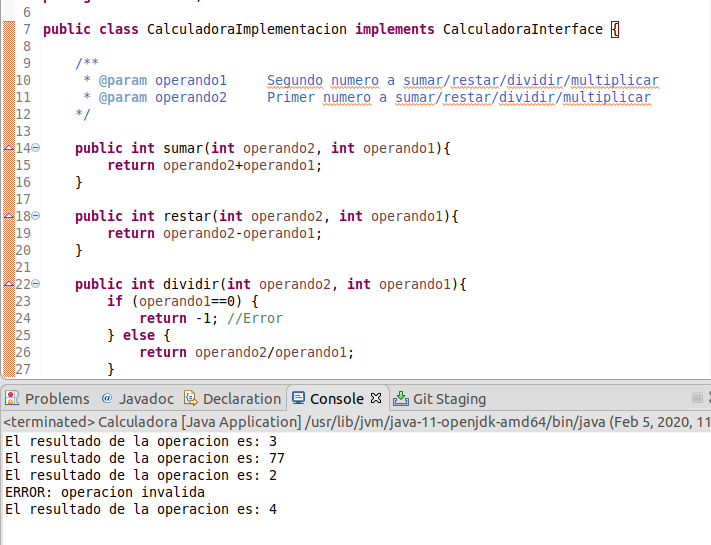 6
7 public class CalculadoraImplementacion implements CalculadoraInterface {
8
9     /**
10      * @param operando1     Segundo numero a sumar/restar/dividir/multiplicar
11      * @param operando2     Primer numero a sumar/restar/dividir/multiplicar
12     */
13
14     public int sumar(int operando2, int operando1){
15         return operando2+operando1;
16     }
17
18     public int restar(int operando2, int operando1){
19         return operando2-operando1;
20     }
21
22     public int dividir(int operando2, int operando1){
23         if (operando1==0) {
24             return -1; //Error
25         } else {
26             return operando2/operando1;
27         }
Problems @ Javadoc Declaration Console Git Staging
<terminated> Calculadora [Java Application] /usr/lib/jvm/java-11-openjdk-amd64/bin/java (Feb 5, 2020, 11
El resultado de la operacion es: 3
El resultado de la operacion es: 77
El resultado de la operacion es: 2
ERROR: operacion invalida
El resultado de la operacion es: 4